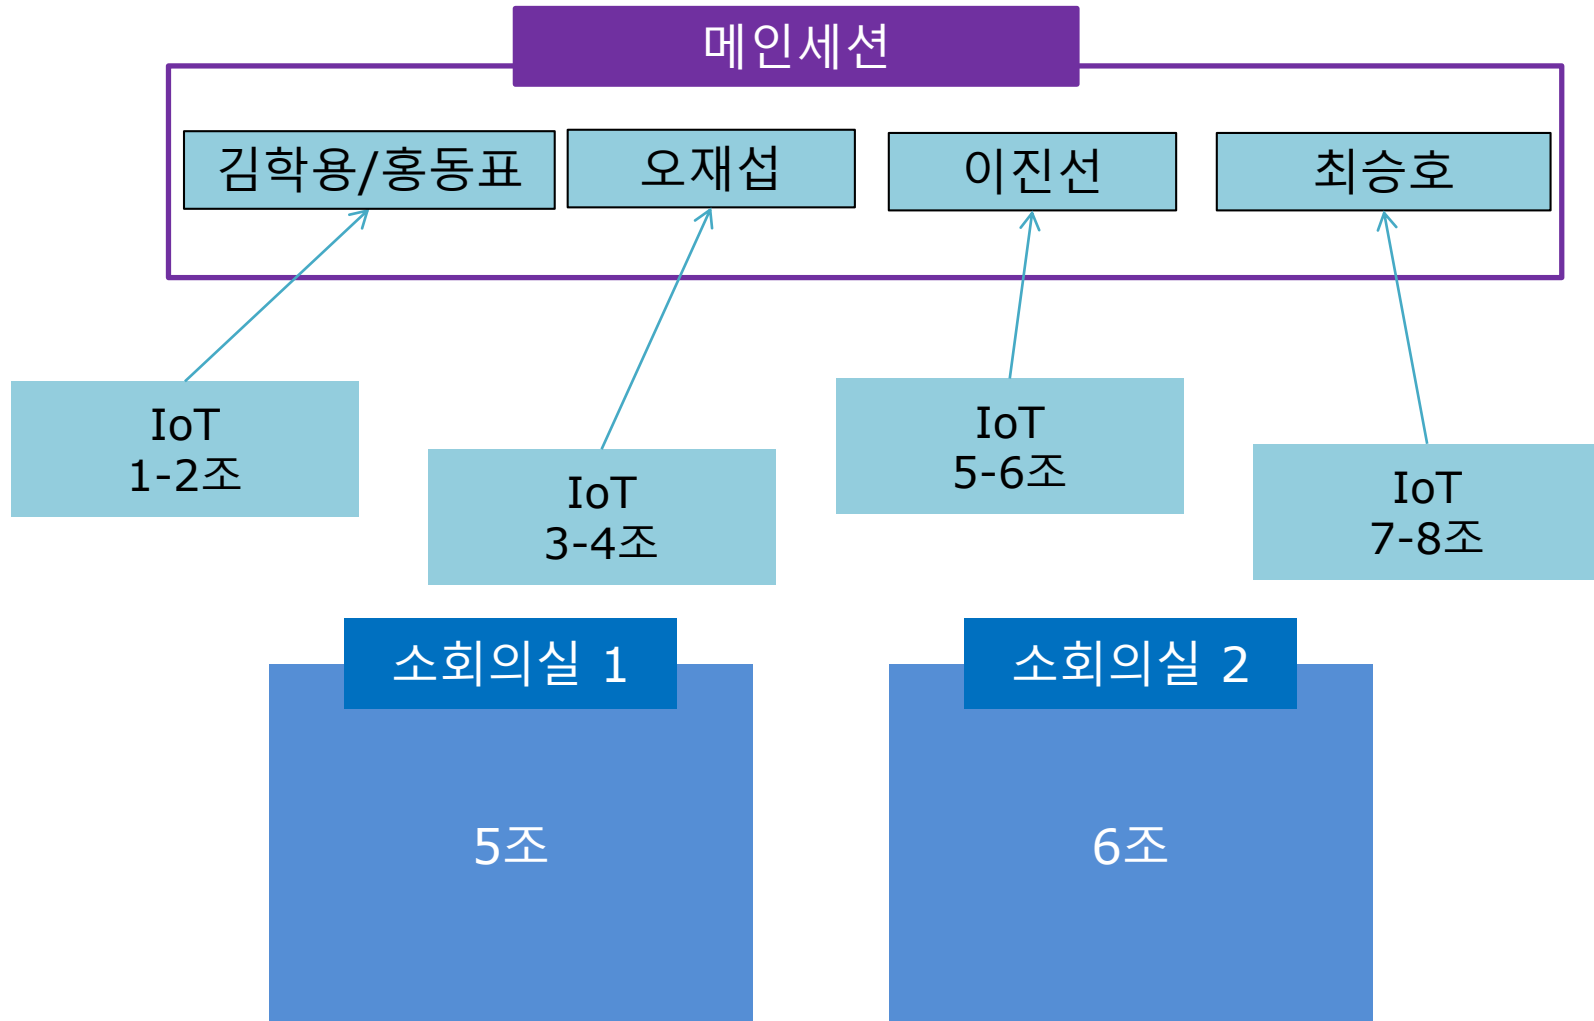 메인세션
김학용/홍동표
오재섭
이진선
최승호
IoT
1-2조
IoT
3-4조
IoT
5-6조
IoT
7-8조
소회의실 1
소회의실 2
5조
6조